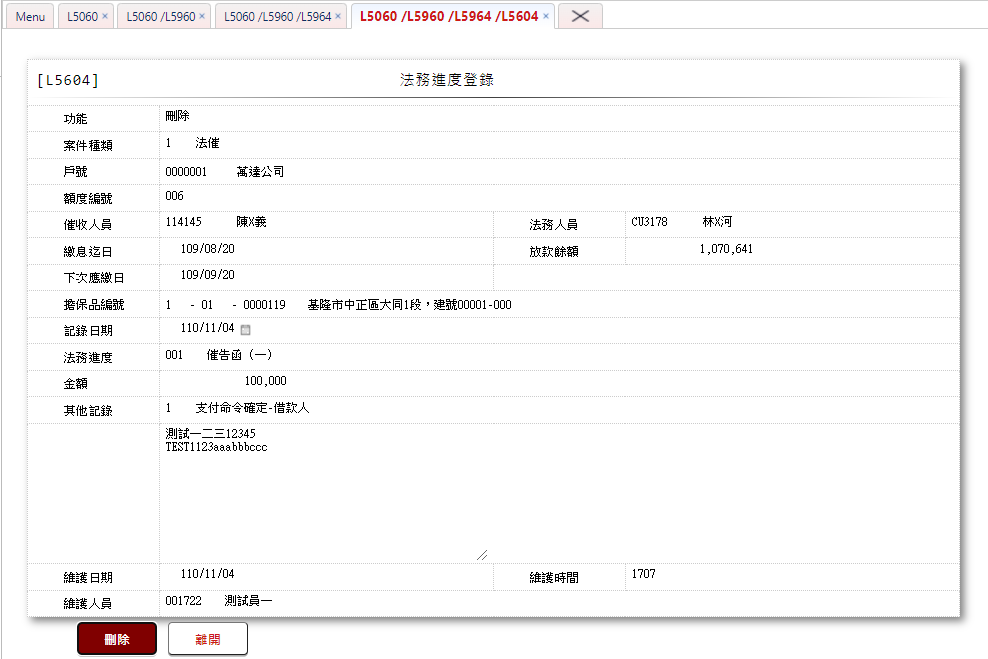 Menu L5060 × L5060 /L5960 × L5060 /L5960 /L5964 × L5060 /L5960 /L5964 /L5604 ×
[L5604] 法務進度登錄
功能 刪除
案件種類 1 法催
戶號 0000001 萬達公司
額度編號 006
催收人員 114145 陳X義 法務人員 CU3178 林X河
繳息迄日 109/08/20 放款餘額 1,070,641
下次應繳日 109/09/20
擔保品編號 1 - 01 - 0000119 基隆市中正區大同1段，建號00001-000
記錄日期 110/11/04
法務進度 001 催告函（一）
金額 100,000
其他記錄 1 支付命令確定-借款人
測試一二三12345
TEST1123aaabbbccc
維護日期 110/11/04 維護時間 1707
維護人員 001722 測試員一
刪除 離開